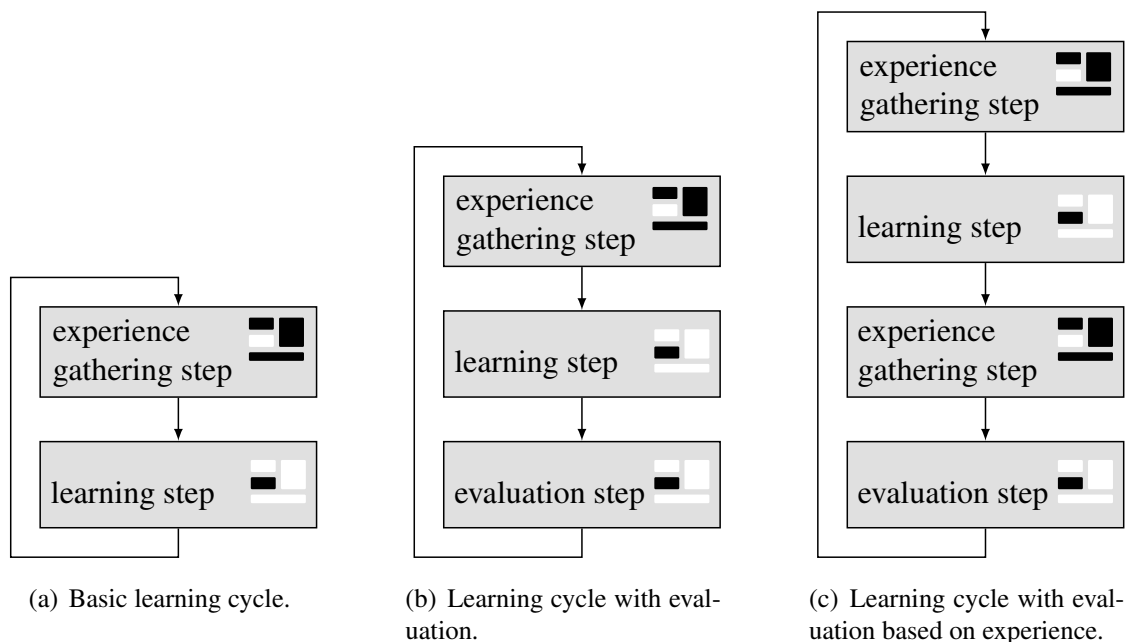 experience
gathering step
learning step
(a) Basic learning cycle.
experience
gathering step
learning step
evaluation step
(b) Learning cycle with eval-
uation.
experience
gathering step
learning step
experience
gathering step
evaluation step
(c) Learning cycle with eval-
uation based on experience.